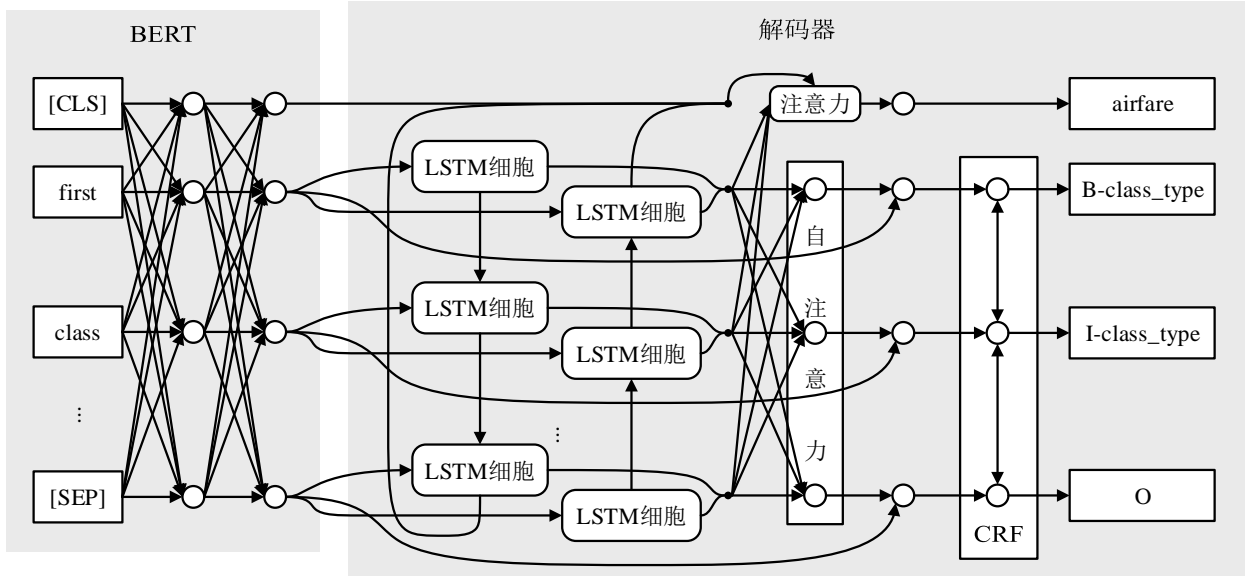 BERT
解码器
[CLS]
注意力
airfare
LSTM细胞
first
LSTM细胞
B-class_type
自
LSTM细胞
注
class
LSTM细胞
I-class_type
意
⋮
⋮
力
LSTM细胞
[SEP]
LSTM细胞
O
CRF